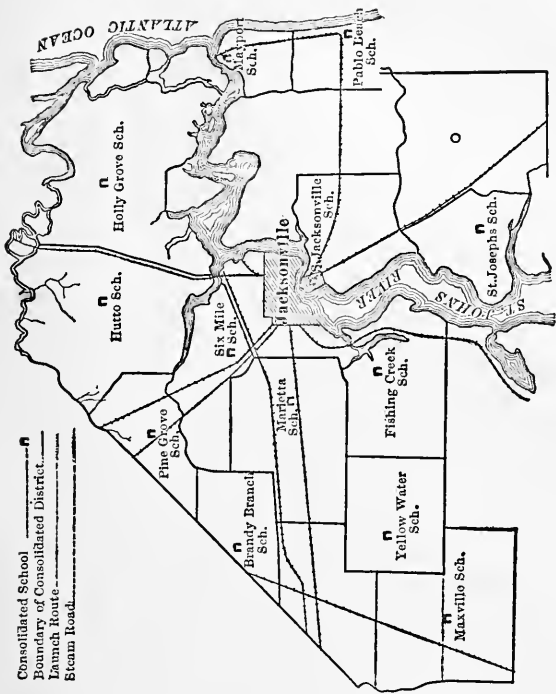 Consolidated School
Boundary of Consolidated District
Launch Route
Steam Road
ATLANTIC
OCEAN
Mayport
Sch.
Pablo Beach
Sch.
Holly Grove Sch.
Hutto Sch.
Six Mile
Sch.
Jacksonville
S. Jacksonville
Sch.
Pine Grove
Sch.
Marietta
Sch.
Brandy Branch
Sch.
Fishing Creek
Sch.
Yellow Water
Sch.
Maxville Sch.
St. Josephs Sch.
ST. JOHNS
RIVER